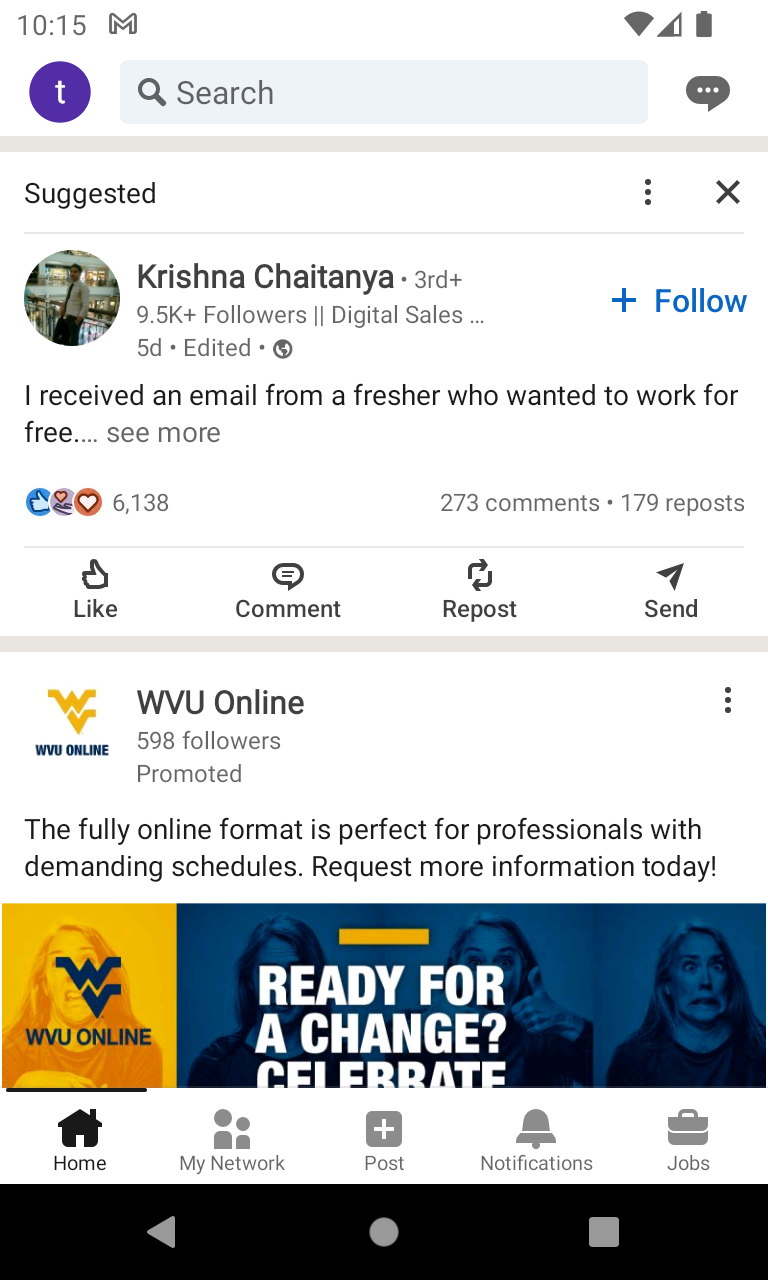 10:15
t
Search
Suggested
Krishna Chaitanya • 3rd+
9.5K+ Followers || Digital Sales ...
+ Follow
5d • Edited •
I received an email from a fresher who wanted to work for
free.... see more
6,138
273 comments • 179 reposts
Like
Comment
Repost
Send
WVU Online
WVU ONLINE
598 followers
Promoted
The fully online format is perfect for professionals with
demanding schedules. Request more information today!
WVU ONLINE
READY FOR
A CHANGE?
CELEBRATE
Home
My Network
Post
Notifications
Jobs